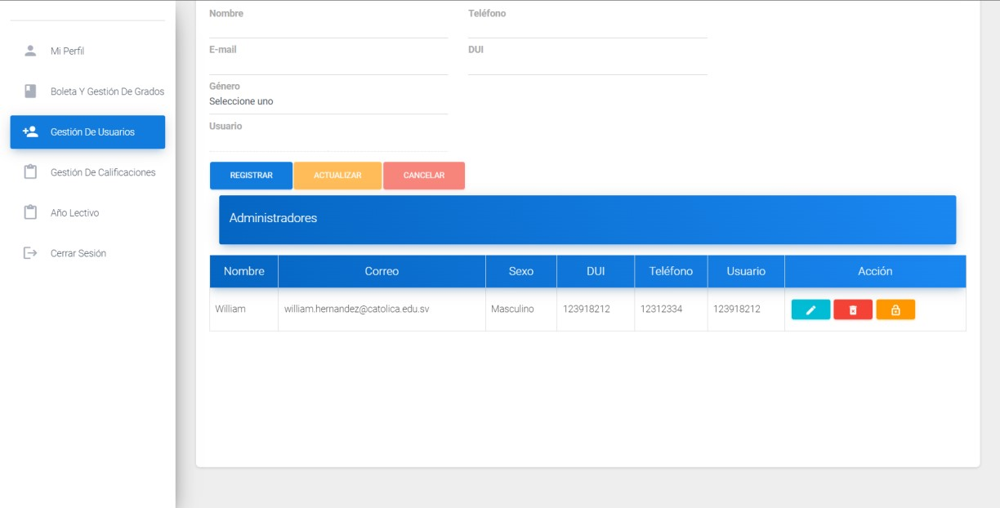 Mi Perfil
Boleta Y Gestión De Grados
Gestión De Usuarios
Gestión De Calificaciones
Año Lectivo
Cerrar Sesión
Nombre Teléfono
E-mail DUI
Género
Seleccione uno
Usuario
REGISTRAR ACTUALIZAR CANCELAR
Administradores
Nombre Correo Sexo DUI Teléfono Usuario Acción
William william.hernandez@catolica.edu.sv Masculino 123918212 12312334 123918212